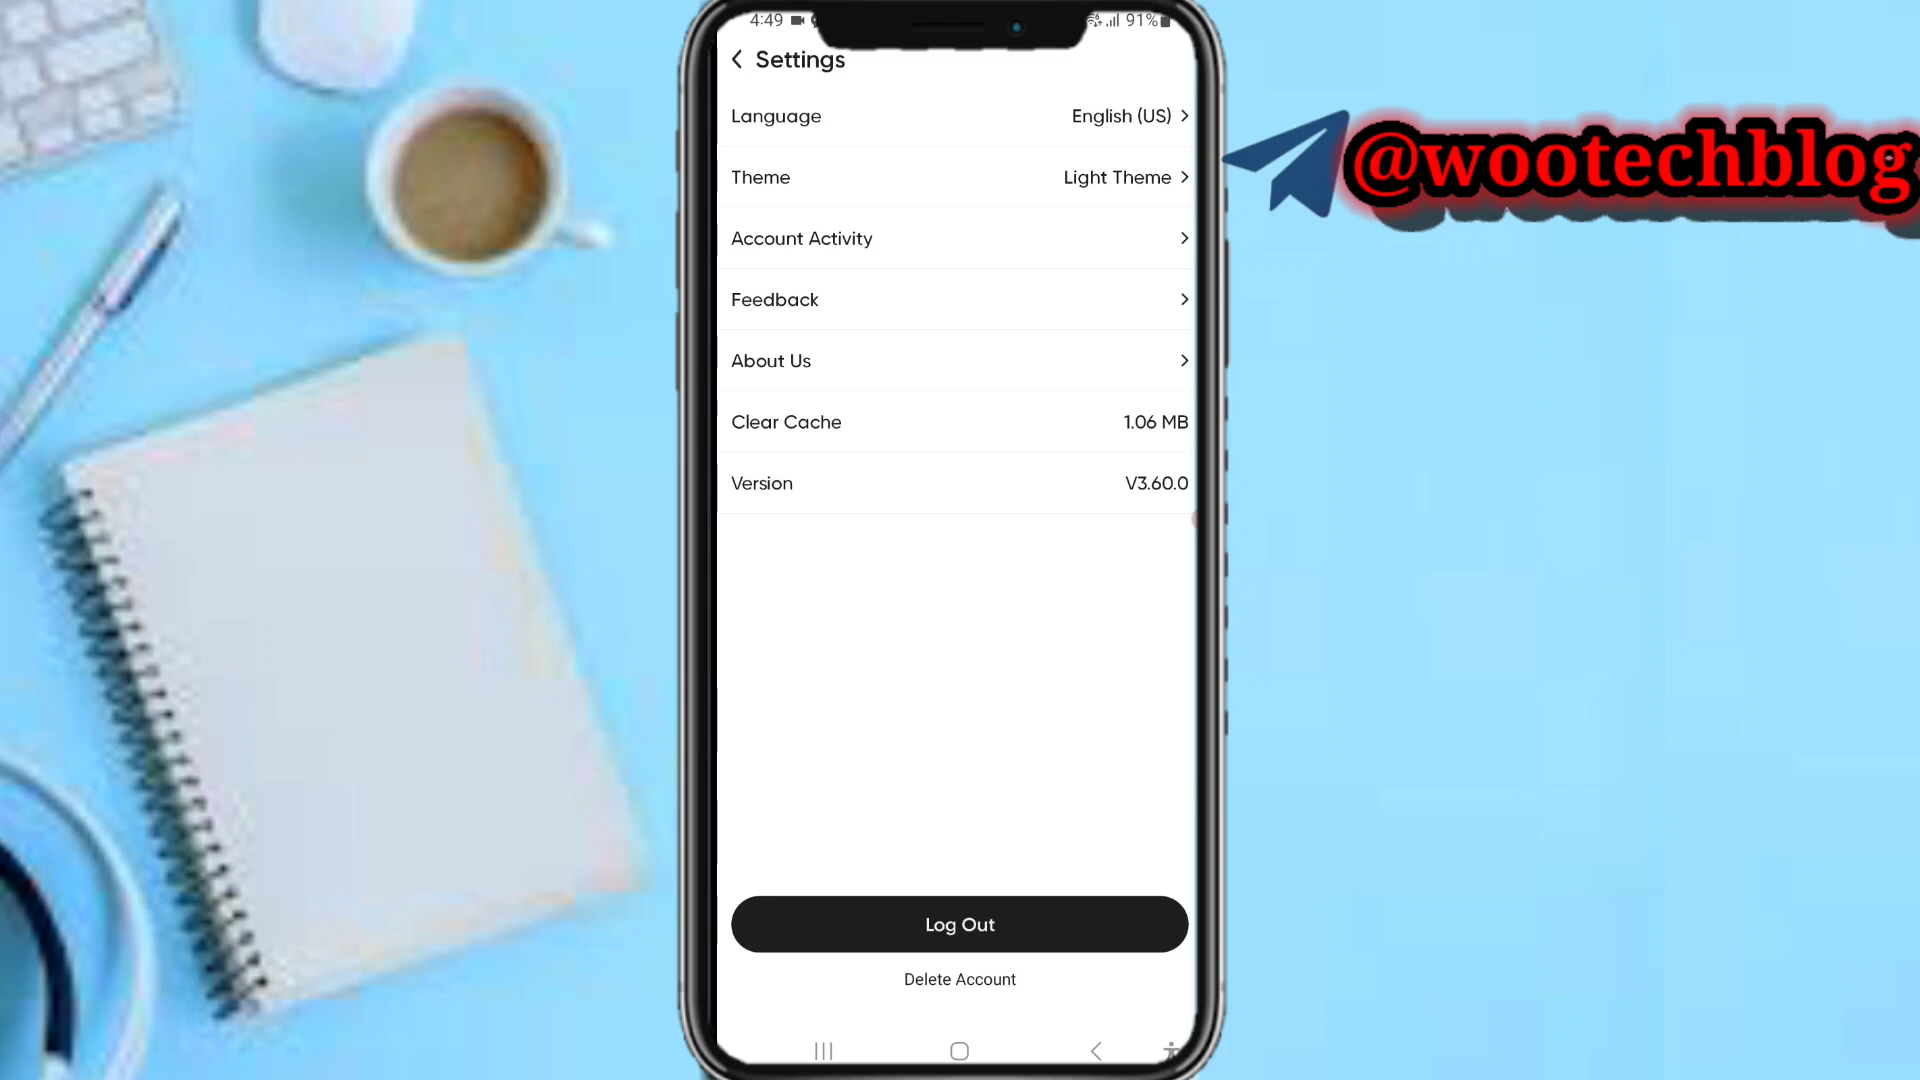 4:49 91%
Settings
Language English (US)
Theme Light Theme
Account Activity
Feedback
About Us
Clear Cache 1.06 MB
Version V3.60.0
Log Out
Delete Account
@wootechblog